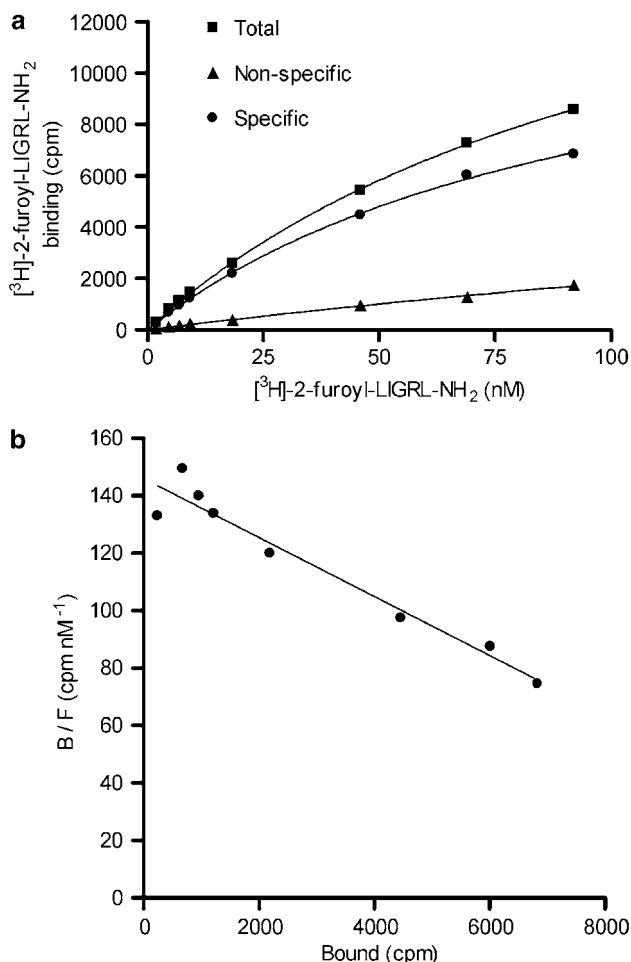 a
Total
Non-specific
Specific
[³H]-2-furoyl-LIGRL-NH₂
binding (cpm)
12000
10000
8000
6000
4000
2000
0
0 25 50 75 100
[³H]-2-furoyl-LIGRL-NH₂ (nM)
b
B / F (cpm nM⁻¹)
160
140
120
100
80
60
40
20
0
0 2000 4000 6000 8000
Bound (cpm)